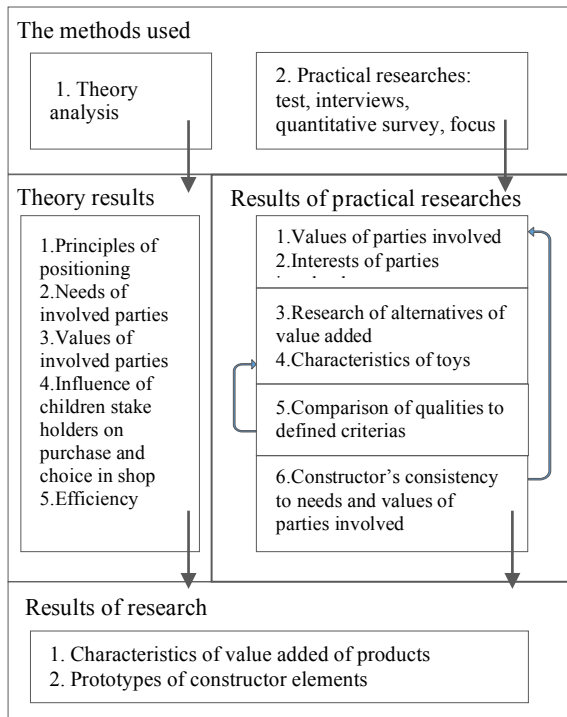 The methods used
1. Theory
analysis
2. Practical researches:
test, interviews,
quantitative survey, focus
Theory results
1.Principles of
positioning
2.Needs of
involved parties
3.Values of
involved parties
4.Influence of
children stake
holders on
purchase and
choice in shop
5.Efficiency
Results of practical researches
1.Values of parties involved
2.Interests of parties
3.Research of alternatives of
value added
4.Characteristics of toys
5.Comparison of qualities to
defined criterias
6.Constructor’s consistency
to needs and values of
parties involved
Results of research
1. Characteristics of value added of products
2. Prototypes of constructor elements